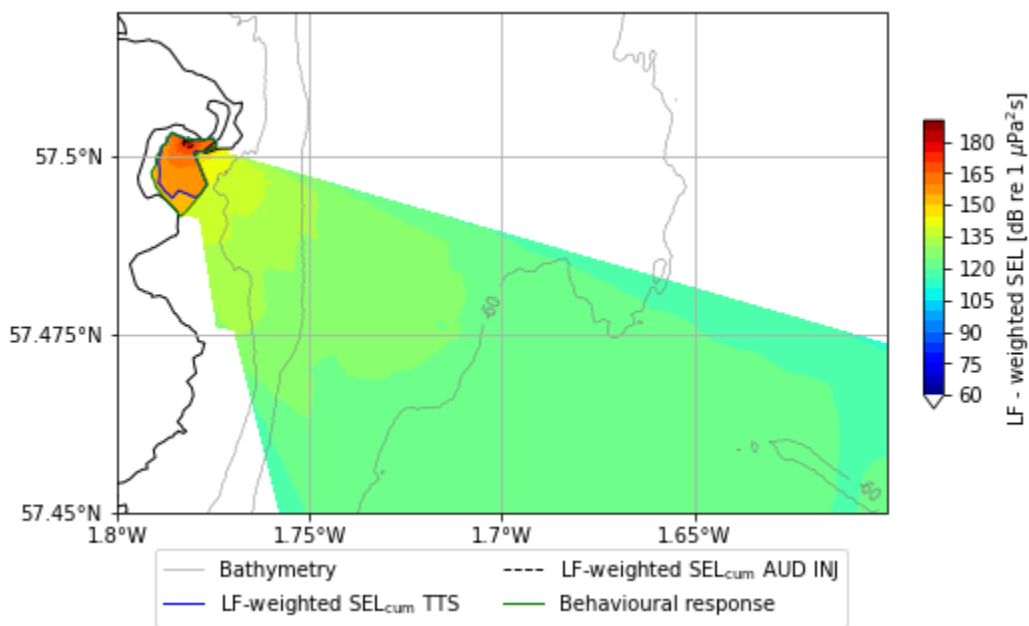 57.5°N
57.475°N
57.45°N
1.8°W
1.75°W
1.7°W
1.65°W
60
60
180
165
150
135
120
105
90
75
60
LF - weighted SEL [dB re 1 μPa²s]
Bathymetry
LF-weighted SELcum AUD INJ
LF-weighted SELcum TTS
Behavioural response